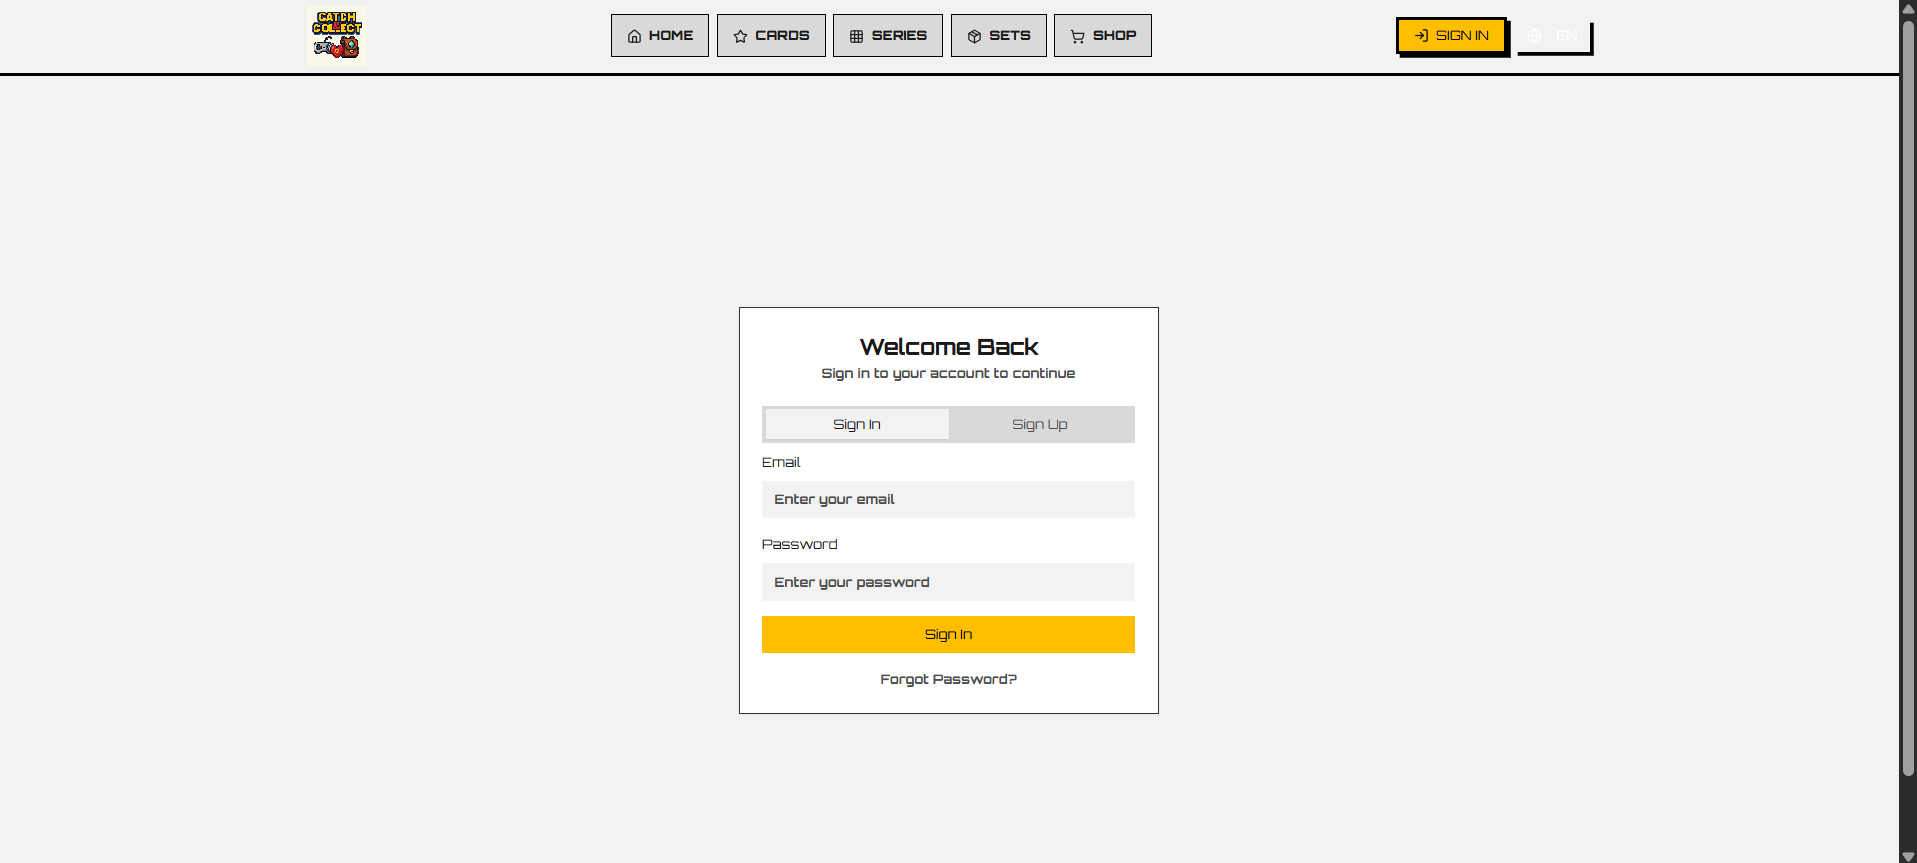 CATCH
COLLECT
HOME
CARDS
SERIES
SETS
SHOP
SIGN IN
EN
Welcome Back
Sign in to your account to continue
Sign In
Sign Up
Email
Enter your email
Password
Enter your password
Sign In
Forgot Password?